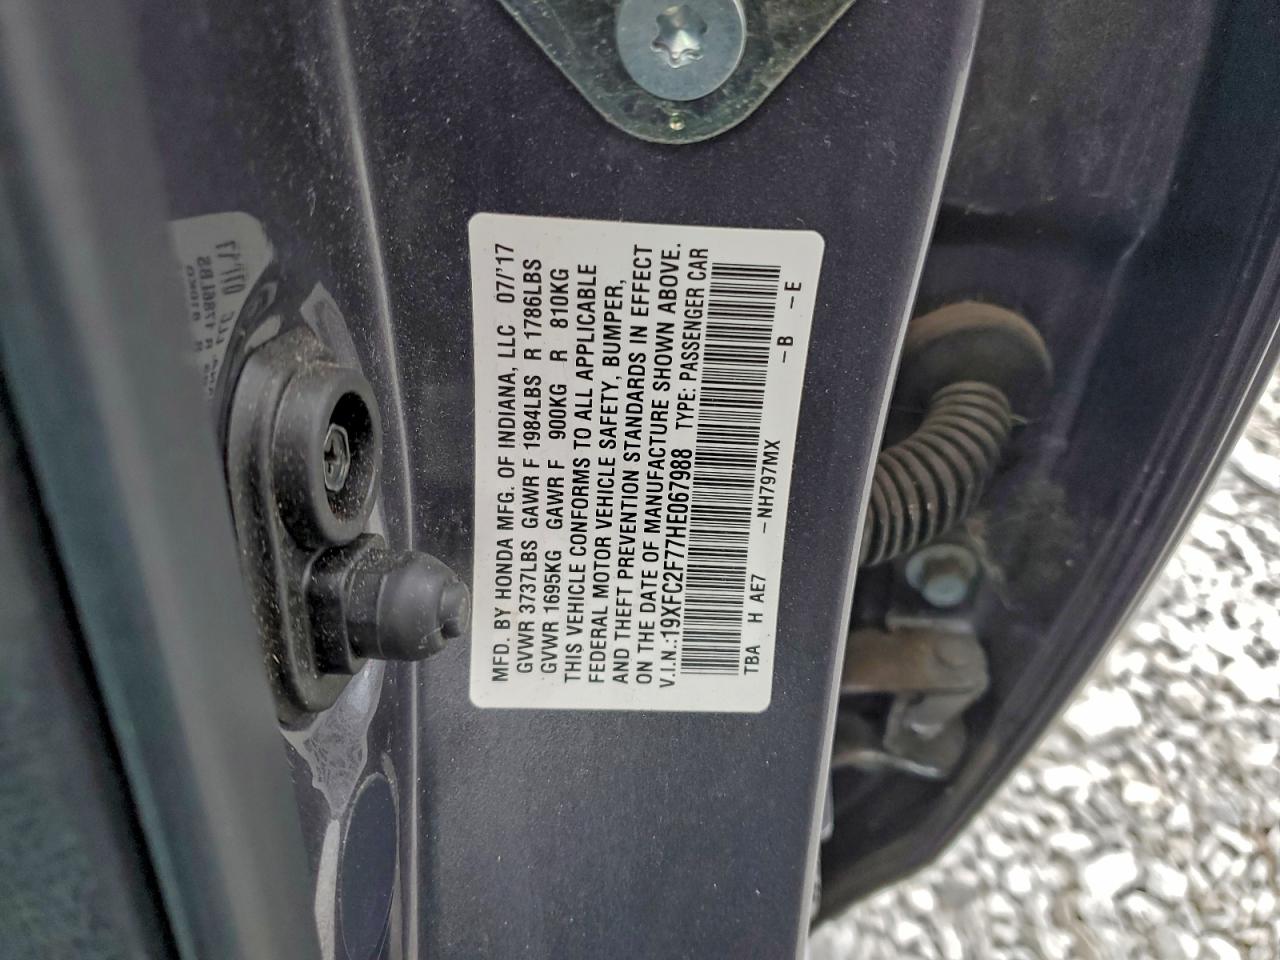 MFD. BY HONDA MFG. OF INDIANA, LLC 07/'17
GVWR 3737LBS GAWR F 1984LBS R 1786LBS
GVWR 1695KG GAWR F 900KG R 810KG
THIS VEHICLE CONFORMS TO ALL APPLICABLE
FEDERAL MOTOR VEHICLE SAFETY, BUMPER,
AND THEFT PREVENTION STANDARDS IN EFFECT
ON THE DATE OF MANUFACTURE SHOWN ABOVE.
V.I.N.:19XFC2F77HE067988 TYPE: PASSENGER CAR
TBA H AE7 –NH797MX –B –E